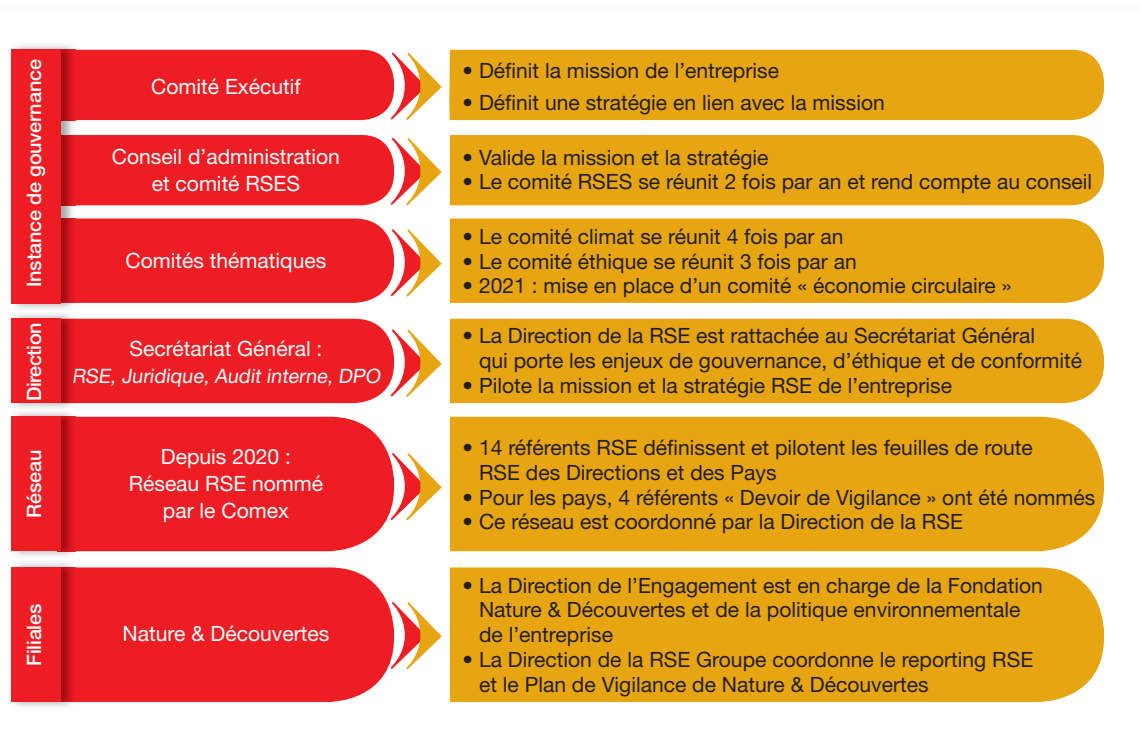 Instance de gouvernance
Comité Exécutif
• Définit la mission de l’entreprise
• Définit une stratégie en lien avec la mission
Conseil d’administration
et comité RSES
• Valide la mission et la stratégie
• Le comité RSES se réunit 2 fois par an et rend compte au conseil
Comités thématiques
• Le comité climat se réunit 4 fois par an
• Le comité éthique se réunit 3 fois par an
• 2021 : mise en place d’un comité « économie circulaire »
Direction
Secrétariat Général :
RSE, Juridique, Audit interne, DPO
• La Direction de la RSE est rattachée au Secrétariat Général
qui porte les enjeux de gouvernance, d’éthique et de conformité
• Pilote la mission et la stratégie RSE de l’entreprise
Réseau
Depuis 2020 :
Réseau RSE nommé
par le Comex
• 14 référents RSE définissent et pilotent les feuilles de route
RSE des Directions et des Pays
• Pour les pays, 4 référents « Devoir de Vigilance » ont été nommés
• Ce réseau est coordonné par la Direction de la RSE
Filiales
Nature & Découvertes
• La Direction de l’Engagement est en charge de la Fondation
Nature & Découvertes et de la politique environnementale
de l’entreprise
• La Direction de la RSE Groupe coordonne le reporting RSE
et le Plan de Vigilance de Nature & Découvertes